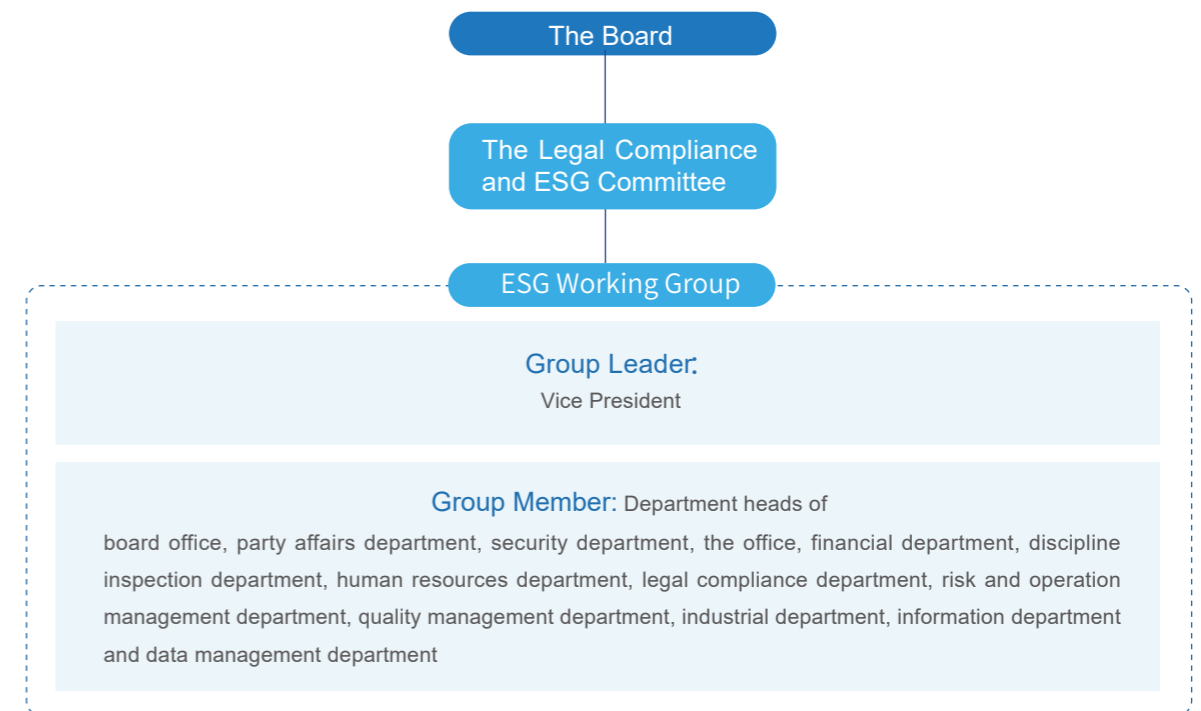 The Board
The Legal Compliance
and ESG Committee
ESG Working Group
Group Leader:
Vice President
Group Member: Department heads of
board office, party affairs department, security department, the office, financial department, discipline
inspection department, human resources department, legal compliance department, risk and operation
management department, quality management department, industrial department, information department
and data management department